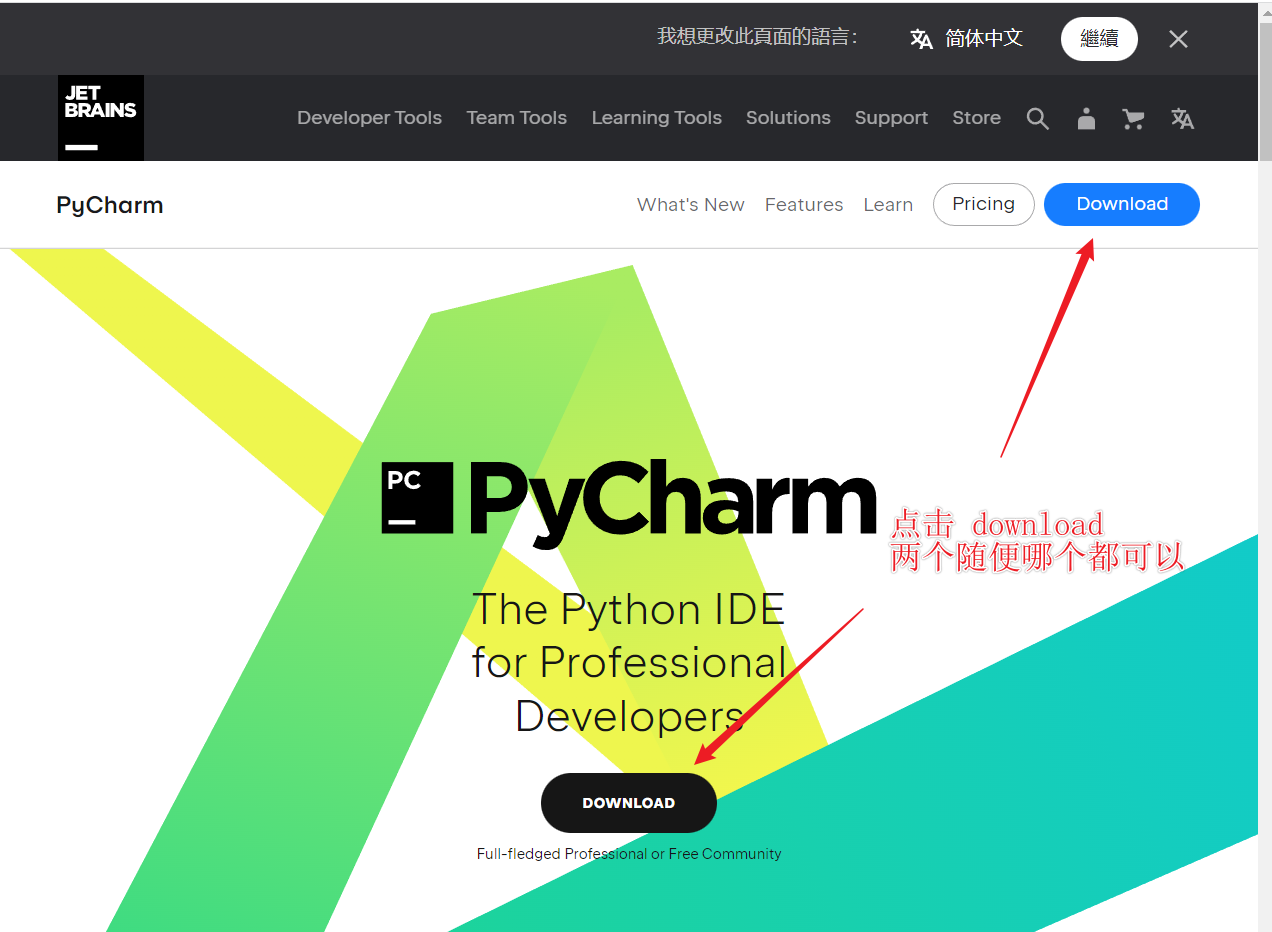 我想更改此頁面的語言：
简体中文
繼續
JET
BRAINS
Developer Tools
Team Tools
Learning Tools
Solutions
Support
Store
PyCharm
What's New
Features
Learn
Pricing
Download
PC
PyCharm
点击 download
两个随便哪个都可以
The Python IDE
for Professional
Developers
DOWNLOAD
Full-fledged Professional or Free Community